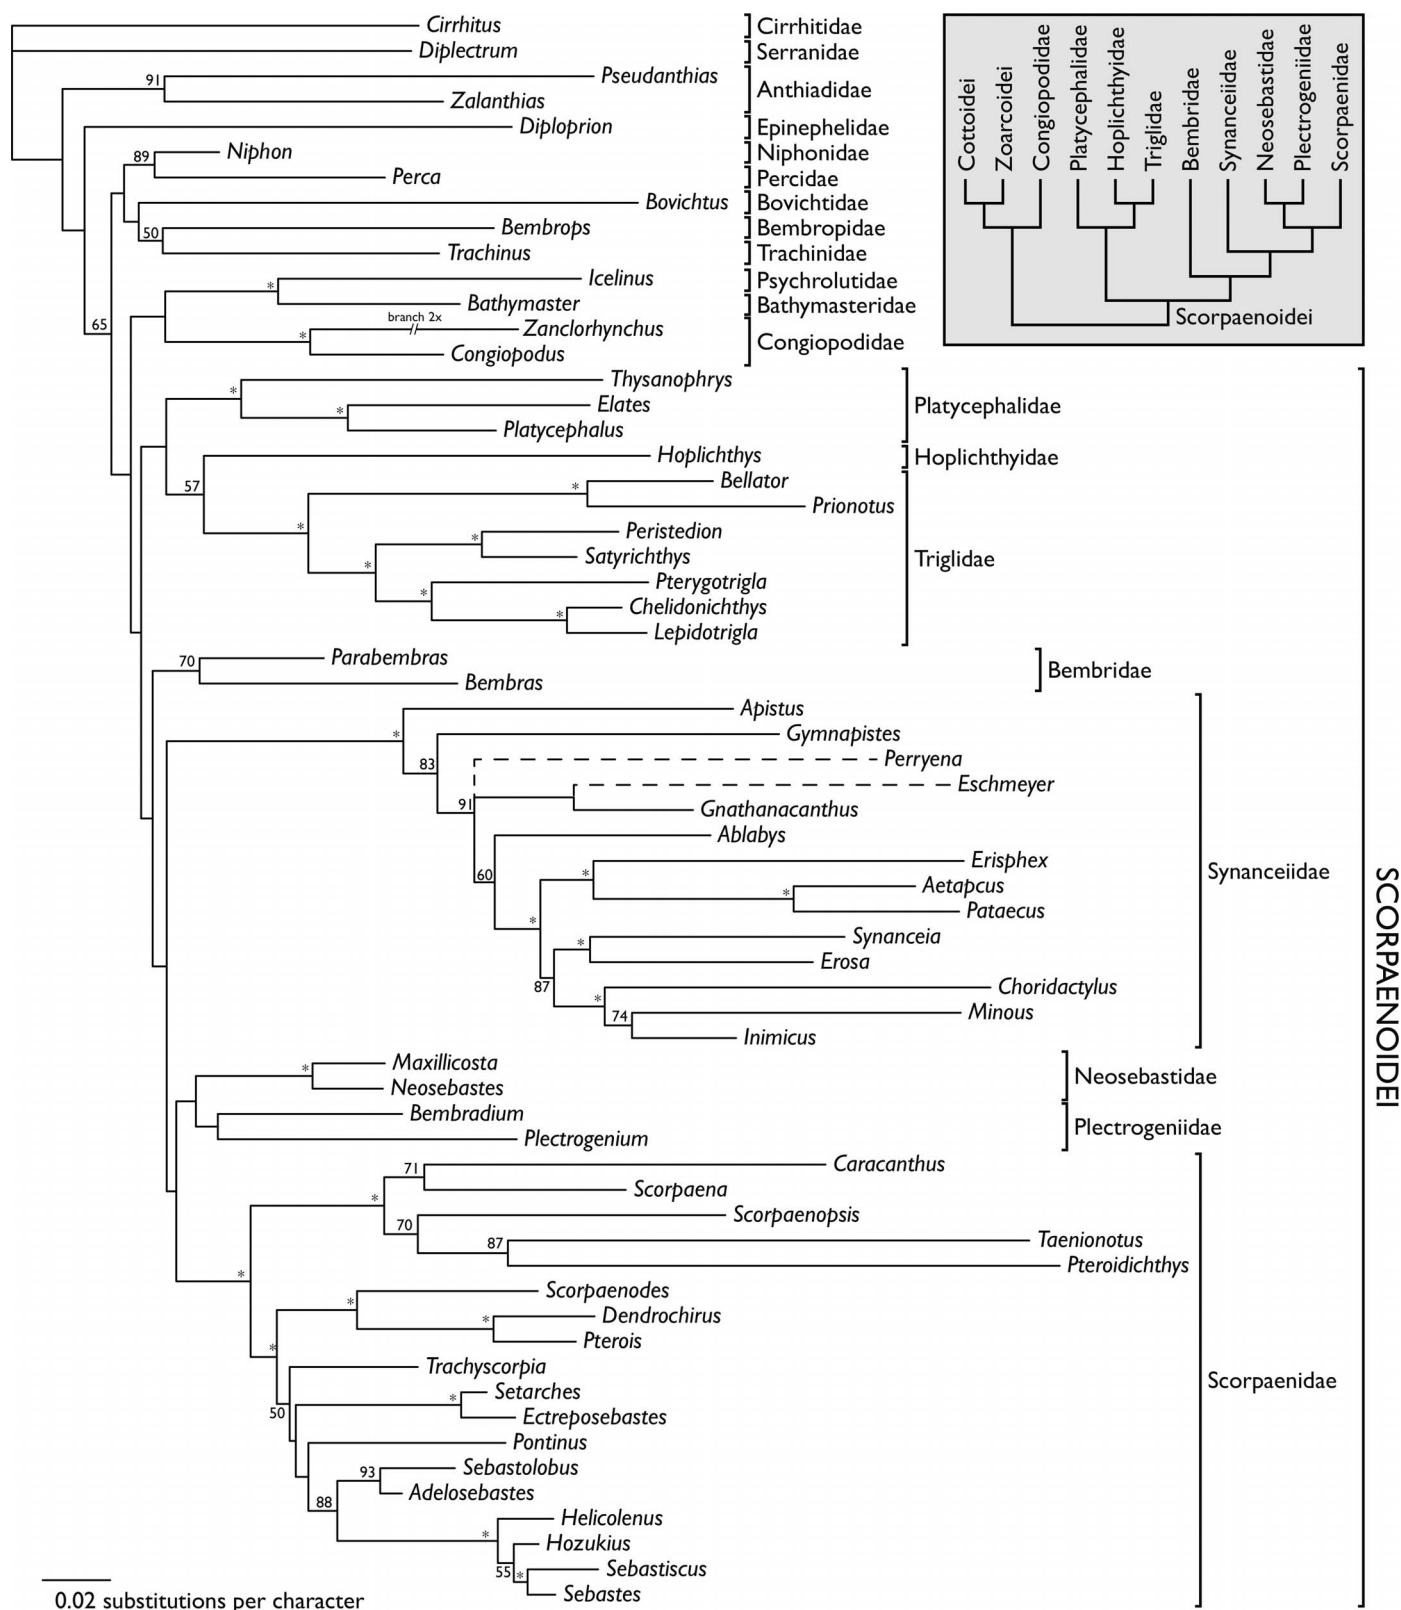 Cirrhitus
Cirrhitidae
Diplectrum
Serranidae
91
Pseudanthias
Zalanthias
Anthiadidae
Diploprion
Epinephelidae
89
Niphon
Niphonidae
Perca
Percidae
Bovichtus
Bovichtidae
50
Bembrops
Bembropidae
Trachinus
Trachinidae
*
Icelinus
Psychrolutidae
Bathymaster
Bathymasteridae
65
branch 2x
*
Zanclorhynchus
Congiopodus
Congiopodidae
Cottoidei
Zoarcoidei
Congiopodidae
Platycephalidae
Hoplichthyidae
Triglidae
Bembridae
Synanceiidae
Neosebastidae
Plectrogeniidae
Scorpaenidae
Scorpaenoidei
*
Thysanophrys
*
Elates
Platycephalus
Platycephalidae
57
Hoplichthys
Hoplichthyidae
*
*
Bellator
Prionotus
*
*
Peristedion
Satyrichthys
*
Pterygotrigla
*
Chelidonichthys
Lepidotrigla
Triglidae
70
Parabembras
Bembras
Bembridae
*
Apistus
83
Gymnapistes
91
Perryena
Eschmeyer
Gnathanacanthus
60
Ablabys
*
*
Erisphex
*
Aetapcus
Pataecus
87
*
Synanceia
Erosa
*
Choridactylus
74
Minous
Inimicus
Synanceiidae
*
Maxillicosta
Neosebastes
Neosebastidae
Bembradium
Plectrogenium
Plectrogeniidae
*
*
71
Caracanthus
Scorpaena
70
Scorpaenopsis
87
Taenionotus
Pteroidichthys
*
*
Scorpaenodes
*
Dendrochirus
Pterois
50
Trachyscorpia
*
Setarches
Ectreposebastes
Pontinus
88
93
Sebastolobus
Adelosebastes
*
Helicolenus
55
Hozukius
*
Sebastiscus
Sebastes
Scorpaenidae
SCORPAENOIDEI
0.02 substitutions per character